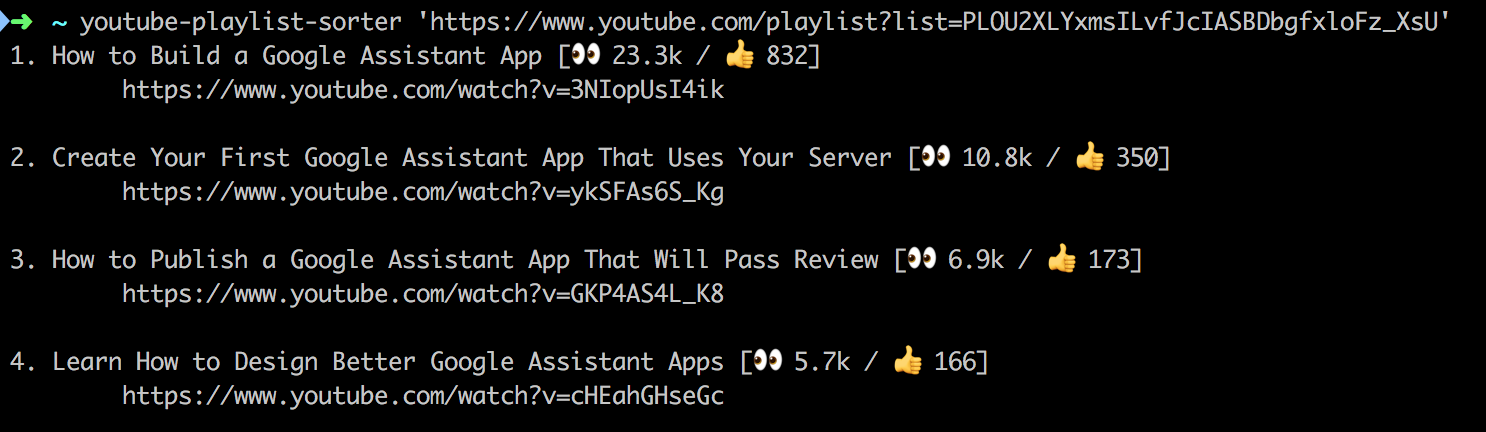 ➜ ~ youtube-playlist-sorter 'https://www.youtube.com/playlist?list=PLOU2XLYxmsILvfJcIASBDbgfxloFz_XsU'
1. How to Build a Google Assistant App [👀 23.3k / 👍 832]
https://www.youtube.com/watch?v=3NIopUsI4ik
2. Create Your First Google Assistant App That Uses Your Server [👀 10.8k / 👍 350]
https://www.youtube.com/watch?v=ykSFAs6S_Kg
3. How to Publish a Google Assistant App That Will Pass Review [👀 6.9k / 👍 173]
https://www.youtube.com/watch?v=GKP4AS4L_K8
4. Learn How to Design Better Google Assistant Apps [👀 5.7k / 👍 166]
https://www.youtube.com/watch?v=cHEahGHseGc